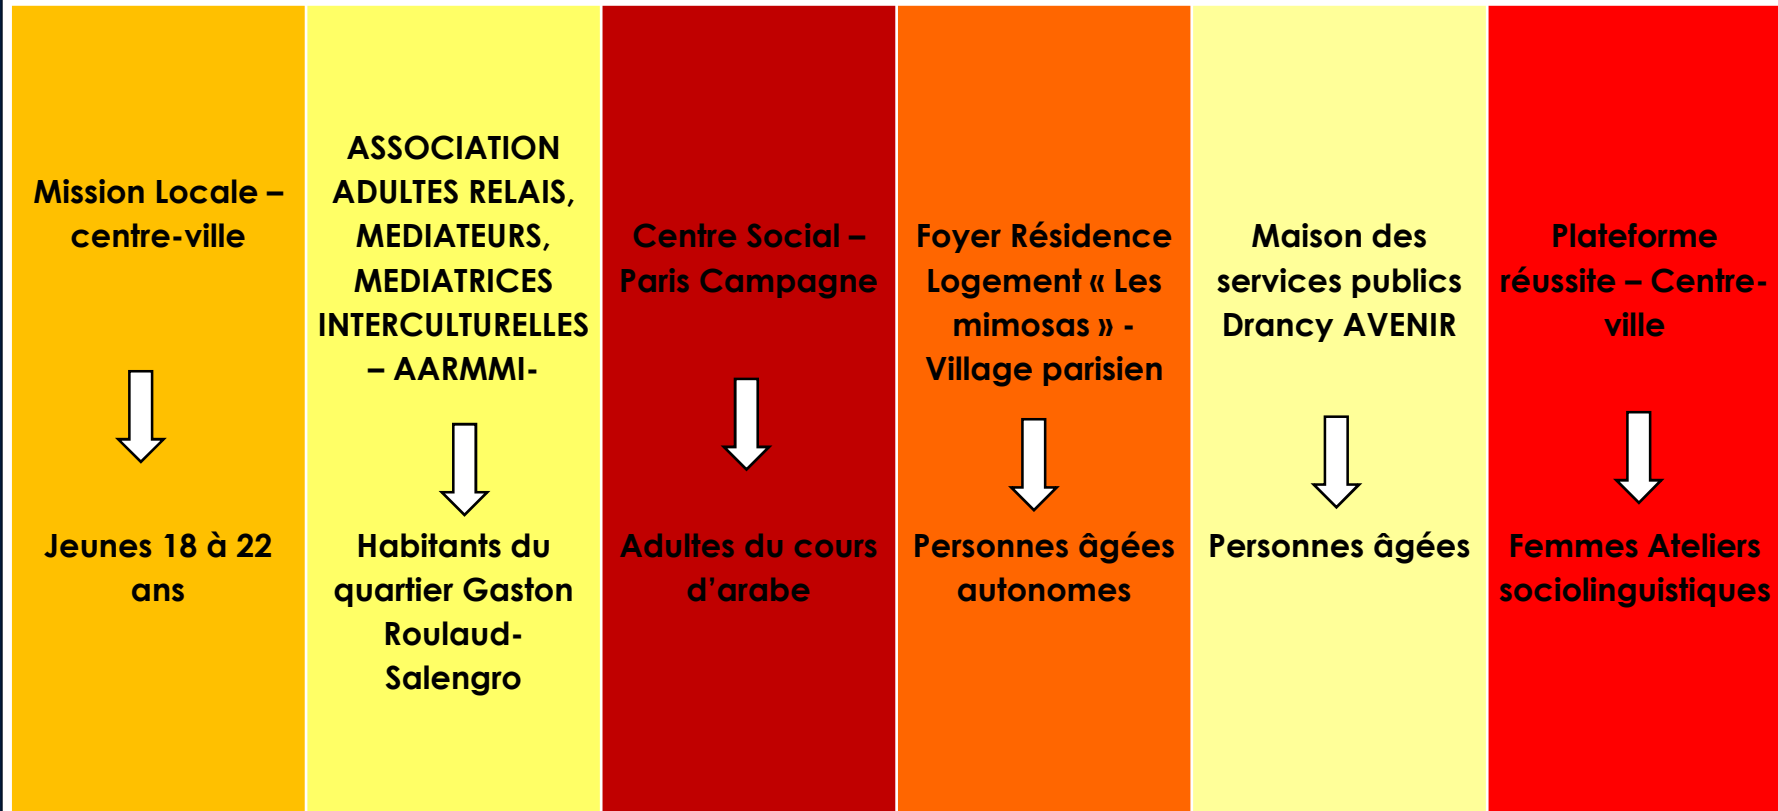 Mission Locale –
centre-ville
Jeunes 18 à 22
ans
ASSOCIATION
ADULTES RELAIS,
MEDIATEURS,
MEDIATRICES
INTERCULTURELLES
– AARMMI-
Habitants du
quartier Gaston
Roulaud-
Salengro
Centre Social –
Paris Campagne
Adultes du cours
d’arabe
Foyer Résidence
Logement « Les
mimosas » -
Village parisien
Personnes âgées
autonomes
Maison des
services publics
Drancy AVENIR
Personnes âgées
Plateforme
réussite – Centre-
ville
Femmes Ateliers
sociolinguistiques